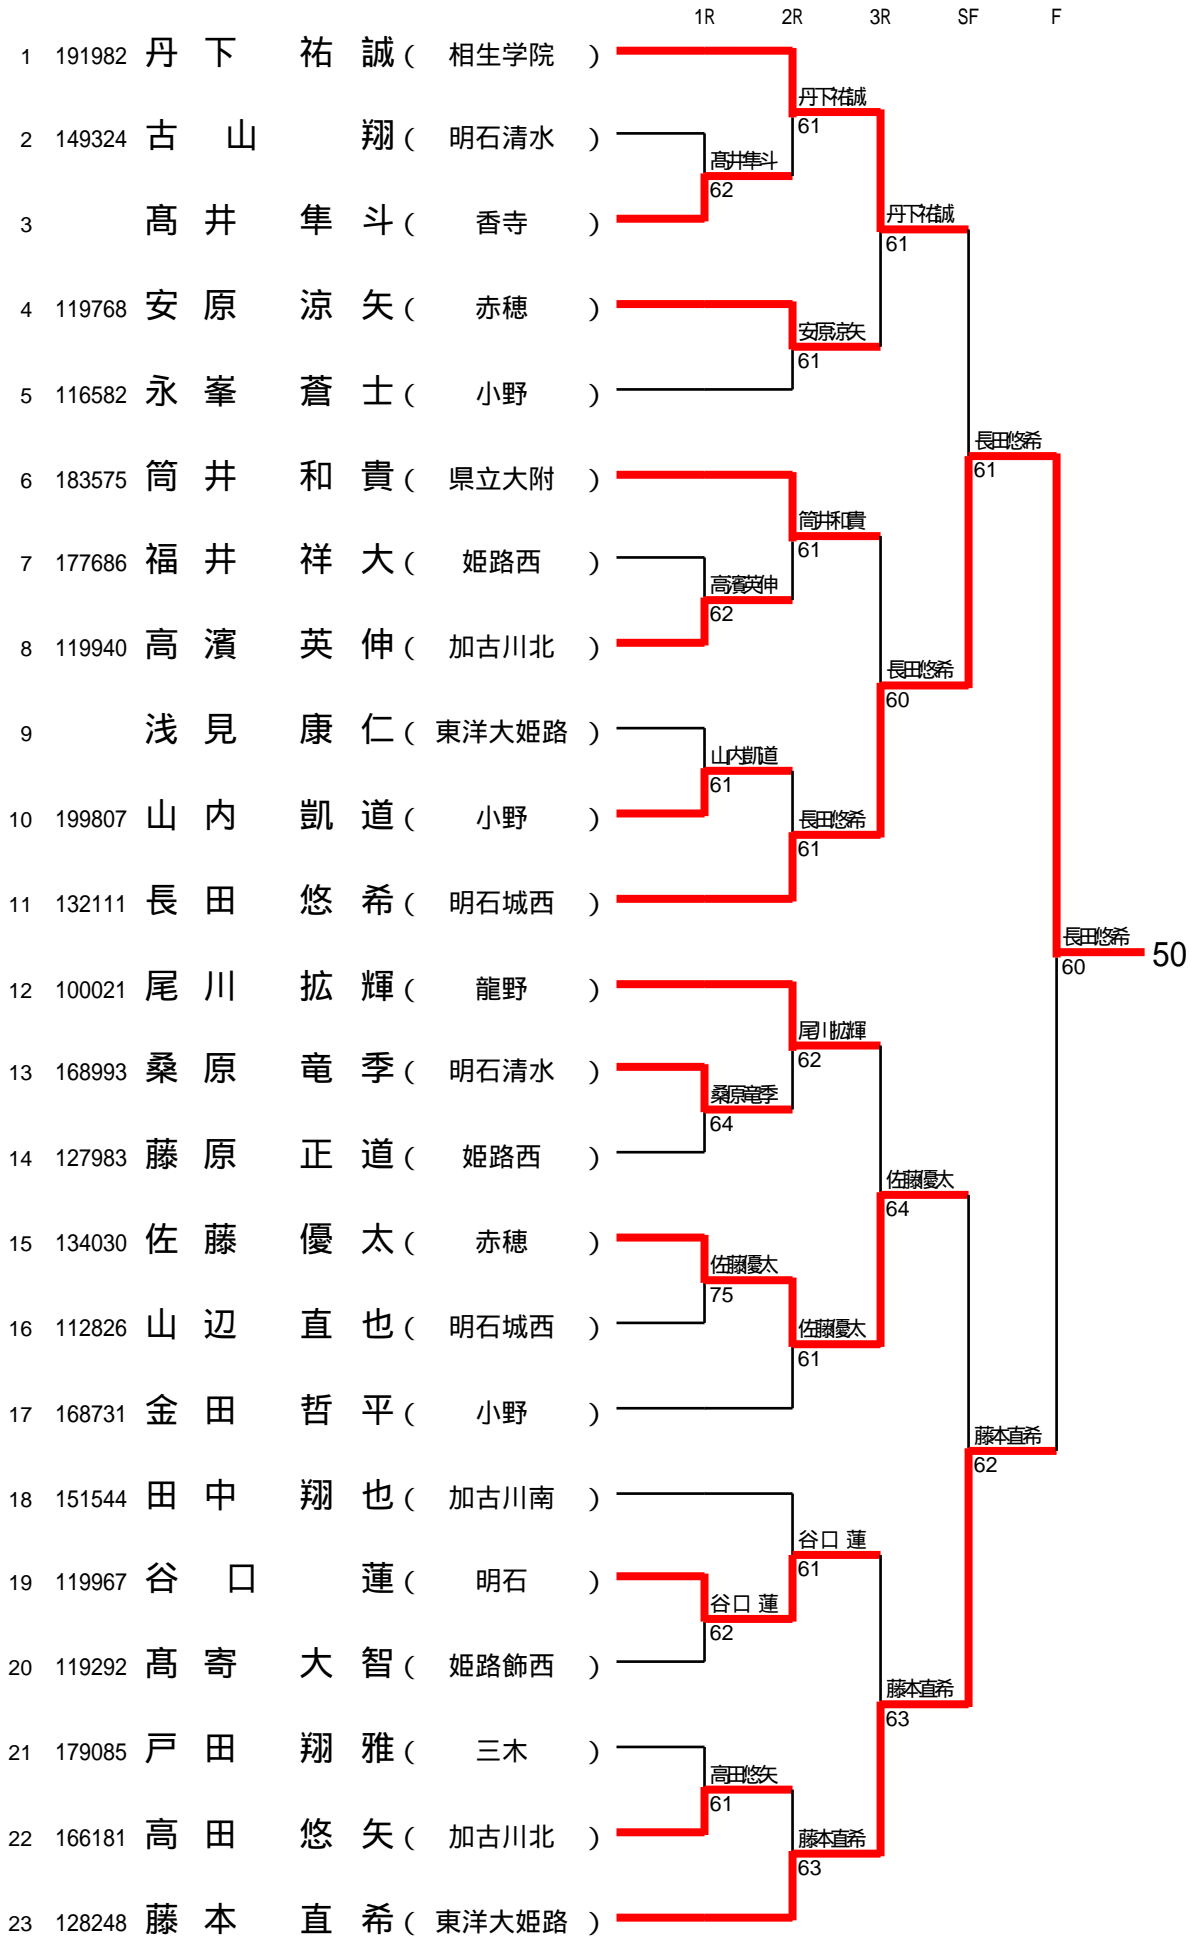 1R 2R 3R SF F
1 191982 丹下 祐誠 ( 相生学院 )
丹下祐誠
61
2 149324 古山 翔 ( 明石清水 )
髙井隼斗
62
3 髙井 隼斗 ( 香寺 )
丹下祐誠
61
4 119768 安原 涼矢 ( 赤穂 )
安原涼矢
61
5 116582 永峯 蒼士 ( 小野 )
長田悠希
61
6 183575 筒井 和貴 ( 県立大附 )
筒井和貴
61
7 177686 福井 祥大 ( 姫路西 )
高濱英伸
62
8 119940 高濱 英伸 ( 加古川北 )
長田悠希
60
9 浅見 康仁 ( 東洋大姫路 )
山内凱道
61
10 199807 山内 凱道 ( 小野 )
長田悠希
61
11 132111 長田 悠希 ( 明石城西 )
長田悠希
60
50
12 100021 尾川 拡輝 ( 龍野 )
尾川拡輝
62
13 168993 桑原 竜季 ( 明石清水 )
桑原竜季
64
14 127983 藤原 正道 ( 姫路西 )
佐藤優太
64
15 134030 佐藤 優太 ( 赤穂 )
佐藤優太
75
16 112826 山辺 直也 ( 明石城西 )
佐藤優太
61
17 168731 金田 哲平 ( 小野 )
藤本直希
62
18 151544 田中 翔也 ( 加古川南 )
谷口 蓮
61
19 119967 谷口 蓮 ( 明石 )
谷口 蓮
62
20 119292 髙寄 大智 ( 姫路飾西 )
藤本直希
63
21 179085 戸田 翔雅 ( 三木 )
高田悠矢
61
22 166181 高田 悠矢 ( 加古川北 )
藤本直希
63
23 128248 藤本 直希 ( 東洋大姫路 )